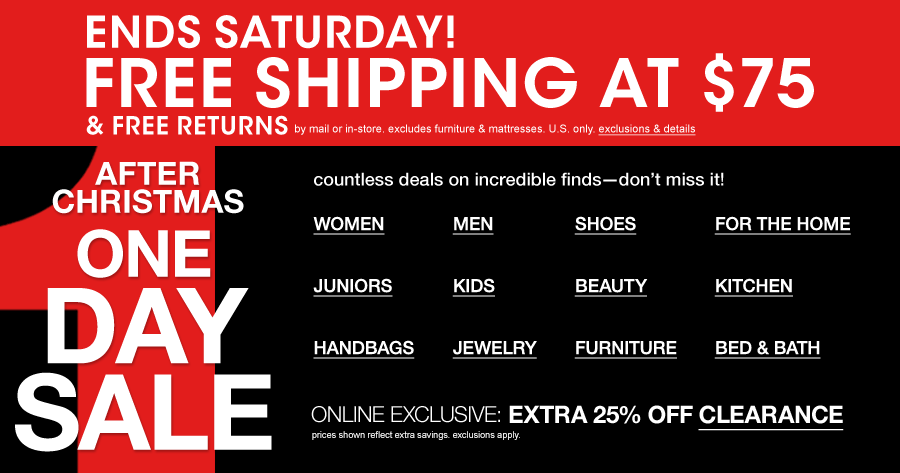 ENDS SATURDAY!
FREE SHIPPING AT $75
& FREE RETURNS by mail or in-store. excludes furniture & mattresses. U.S. only. exclusions & details
AFTER
CHRISTMAS
ONE
DAY
SALE
countless deals on incredible finds—don't miss it!
WOMEN MEN SHOES FOR THE HOME
JUNIORS KIDS BEAUTY KITCHEN
HANDBAGS JEWELRY FURNITURE BED & BATH
ONLINE EXCLUSIVE: EXTRA 25% OFF CLEARANCE
prices shown reflect extra savings. exclusions apply.